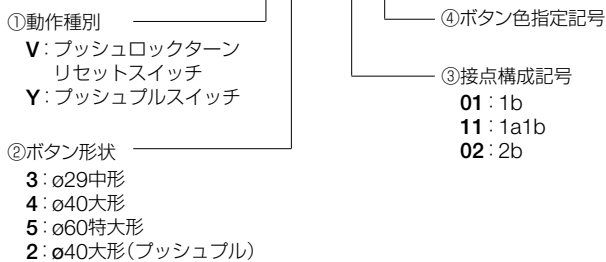 ①動作種別
V：プッシュロックターン
リセットスイッチ
Y：プッシュプルスイッチ
②ボタン形状
3：ø29中形
4：ø40大形
5：ø60特大形
2：ø40大形（プッシュプル）
④ボタン色指定記号
③接点構成記号
01：1b
11：1a1b
02：2b